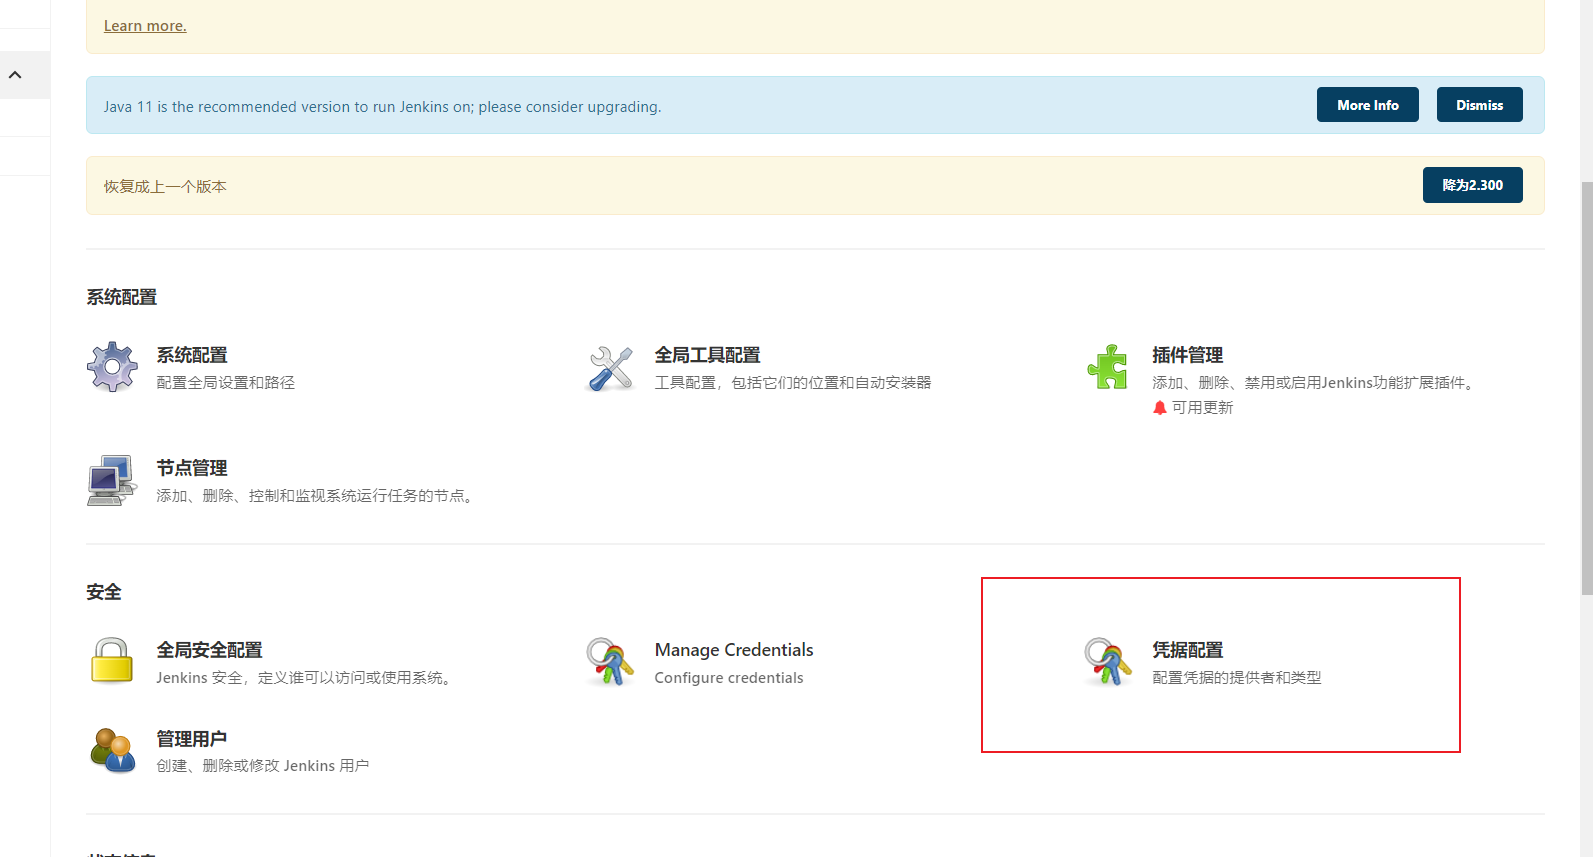 Learn more.
Java 11 is the recommended version to run Jenkins on; please consider upgrading.
More Info
Dismiss
恢复成上一个版本
降为2.300
系统配置
系统配置
配置全局设置和路径
全局工具配置
工具配置，包括它们的位置和自动安装器
插件管理
添加、删除、禁用或启用Jenkins功能扩展插件。
可用更新
节点管理
添加、删除、控制和监视系统运行任务的节点。
安全
全局安全配置
Jenkins 安全，定义谁可以访问或使用系统。
Manage Credentials
Configure credentials
凭据配置
配置凭据的提供者和类型
管理用户
创建、删除或修改 Jenkins 用户
状态信息